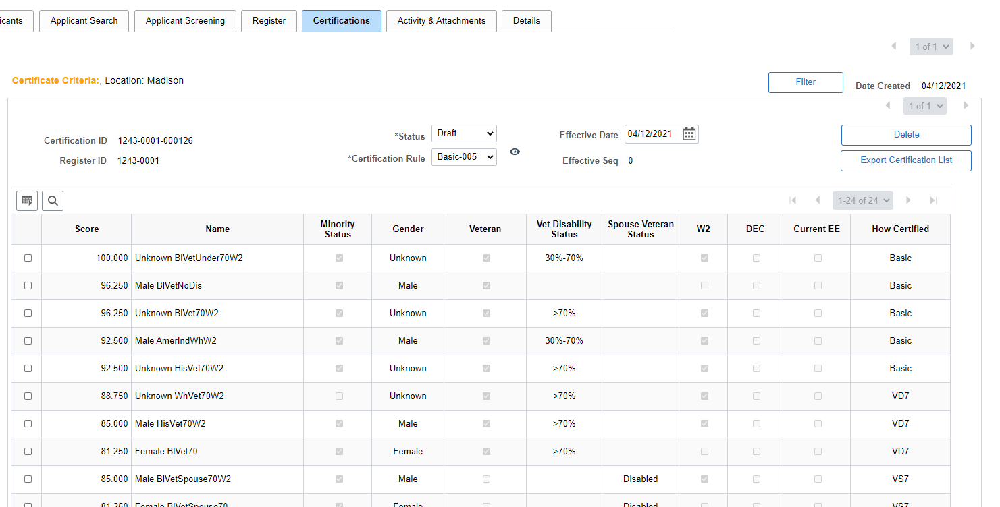 icants Applicant Search Applicant Screening Register Certifications Activity & Attachments Details
1 of 1
Certificate Criteria:, Location: Madison Filter Date Created 04/12/2021
1 of 1
Certification ID 1243-0001-000126 *Status Draft Effective Date 04/12/2021 Delete
Register ID 1243-0001 *Certification Rule Basic-005 Effective Seq 0 Export Certification List
1-24 of 24
Score Name Minority Status Gender Veteran Vet Disability Status Spouse Veteran Status W2 DEC Current EE How Certified
100.000 Unknown BlVetUnder70W2 Unknown 30%-70% Basic
96.250 Male BlVetNoDis Male Basic
96.250 Unknown BlVet70W2 Unknown >70% Basic
92.500 Male AmerIndWhW2 Male 30%-70% Basic
92.500 Unknown HisVet70W2 Unknown >70% Basic
88.750 Unknown WhVet70W2 Unknown >70% VD7
85.000 Male HisVet70W2 Male >70% VD7
81.250 Female BlVet70 Female >70% VD7
85.000 Male BlVetSpouse70W2 Male Disabled VS7
81.250 Female BlVetSpouse70 Female Disabled VS7